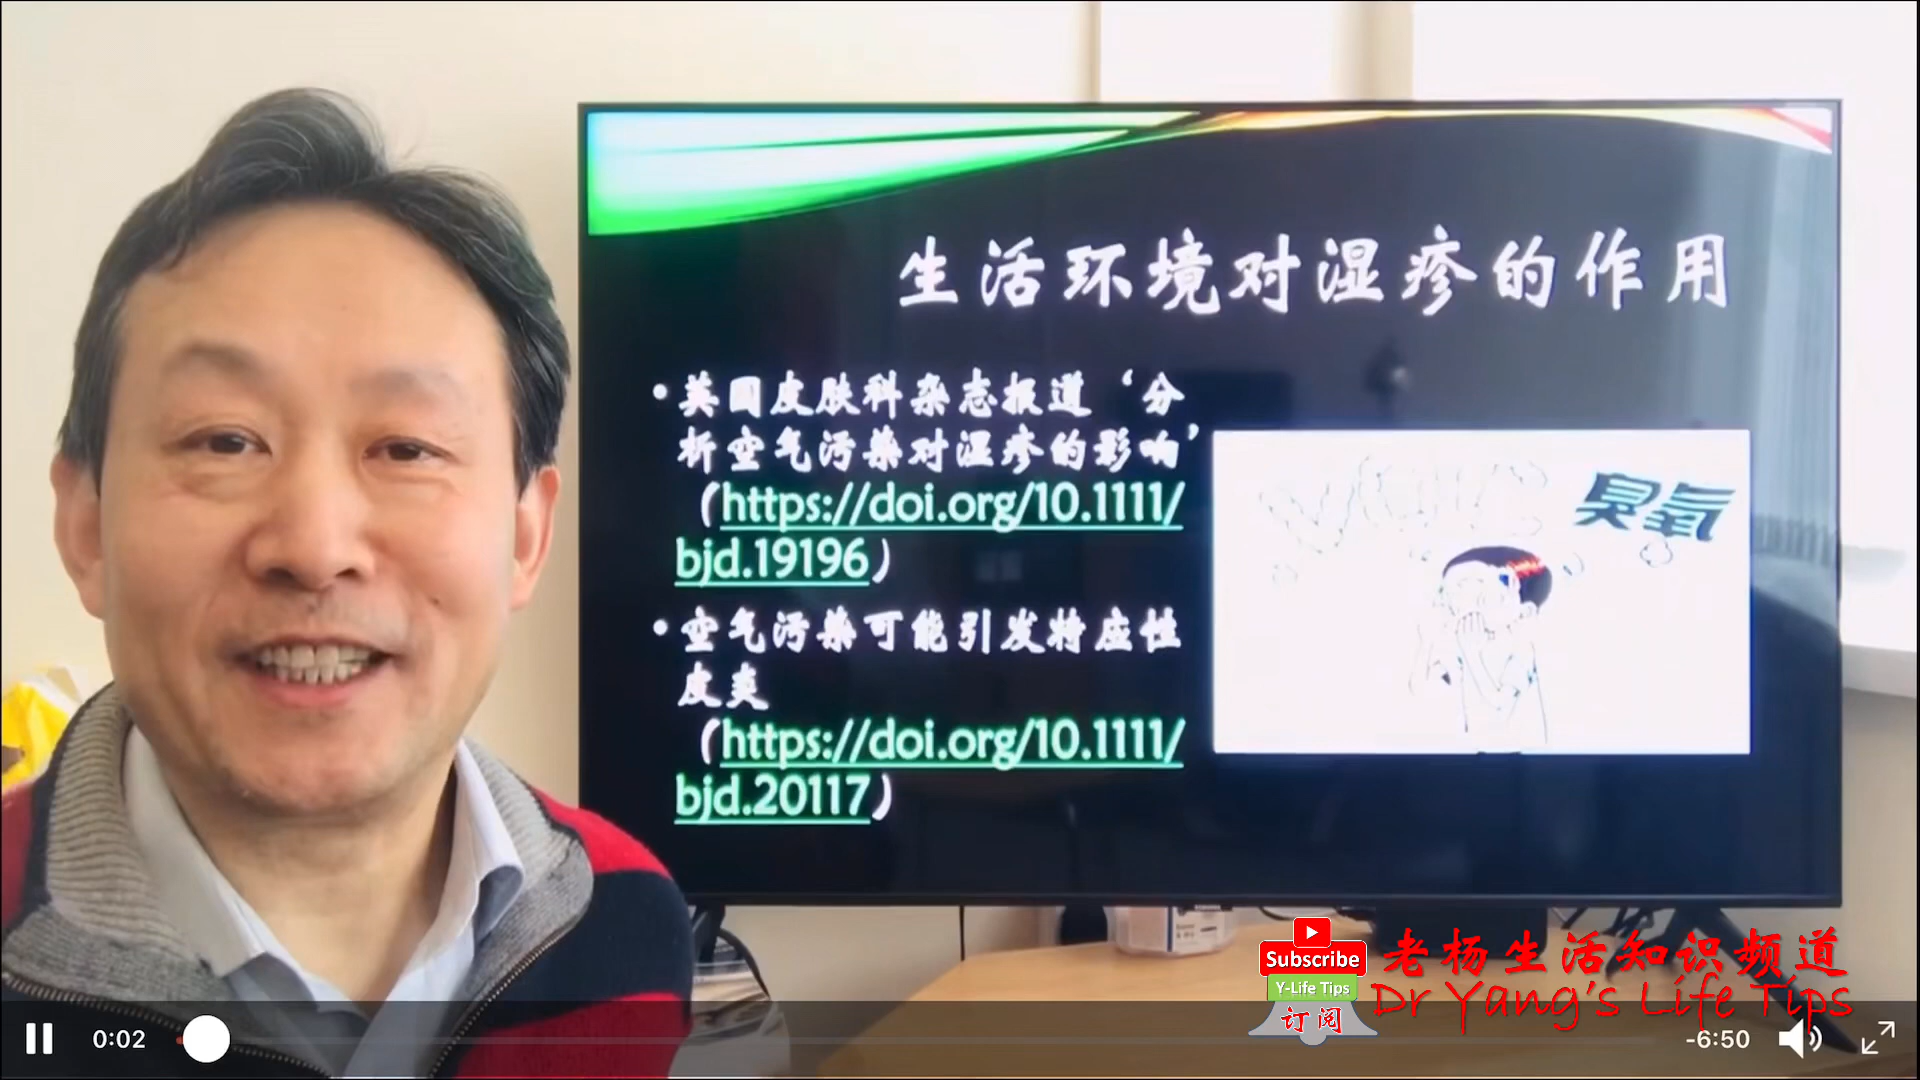 生活环境对湿疹的作用
• 英国皮肤科杂志报道‘分
析空气污染对湿疹的影响’
（https://doi.org/10.1111/
bjd.19196）
• 空气污染可能引发特应性
皮炎
（https://doi.org/10.1111/
bjd.20117）
臭氧
Subscribe
Y-Life Tips
订阅
老杨生活知识频道
Dr Yang's Life Tips
0:02
-6:50